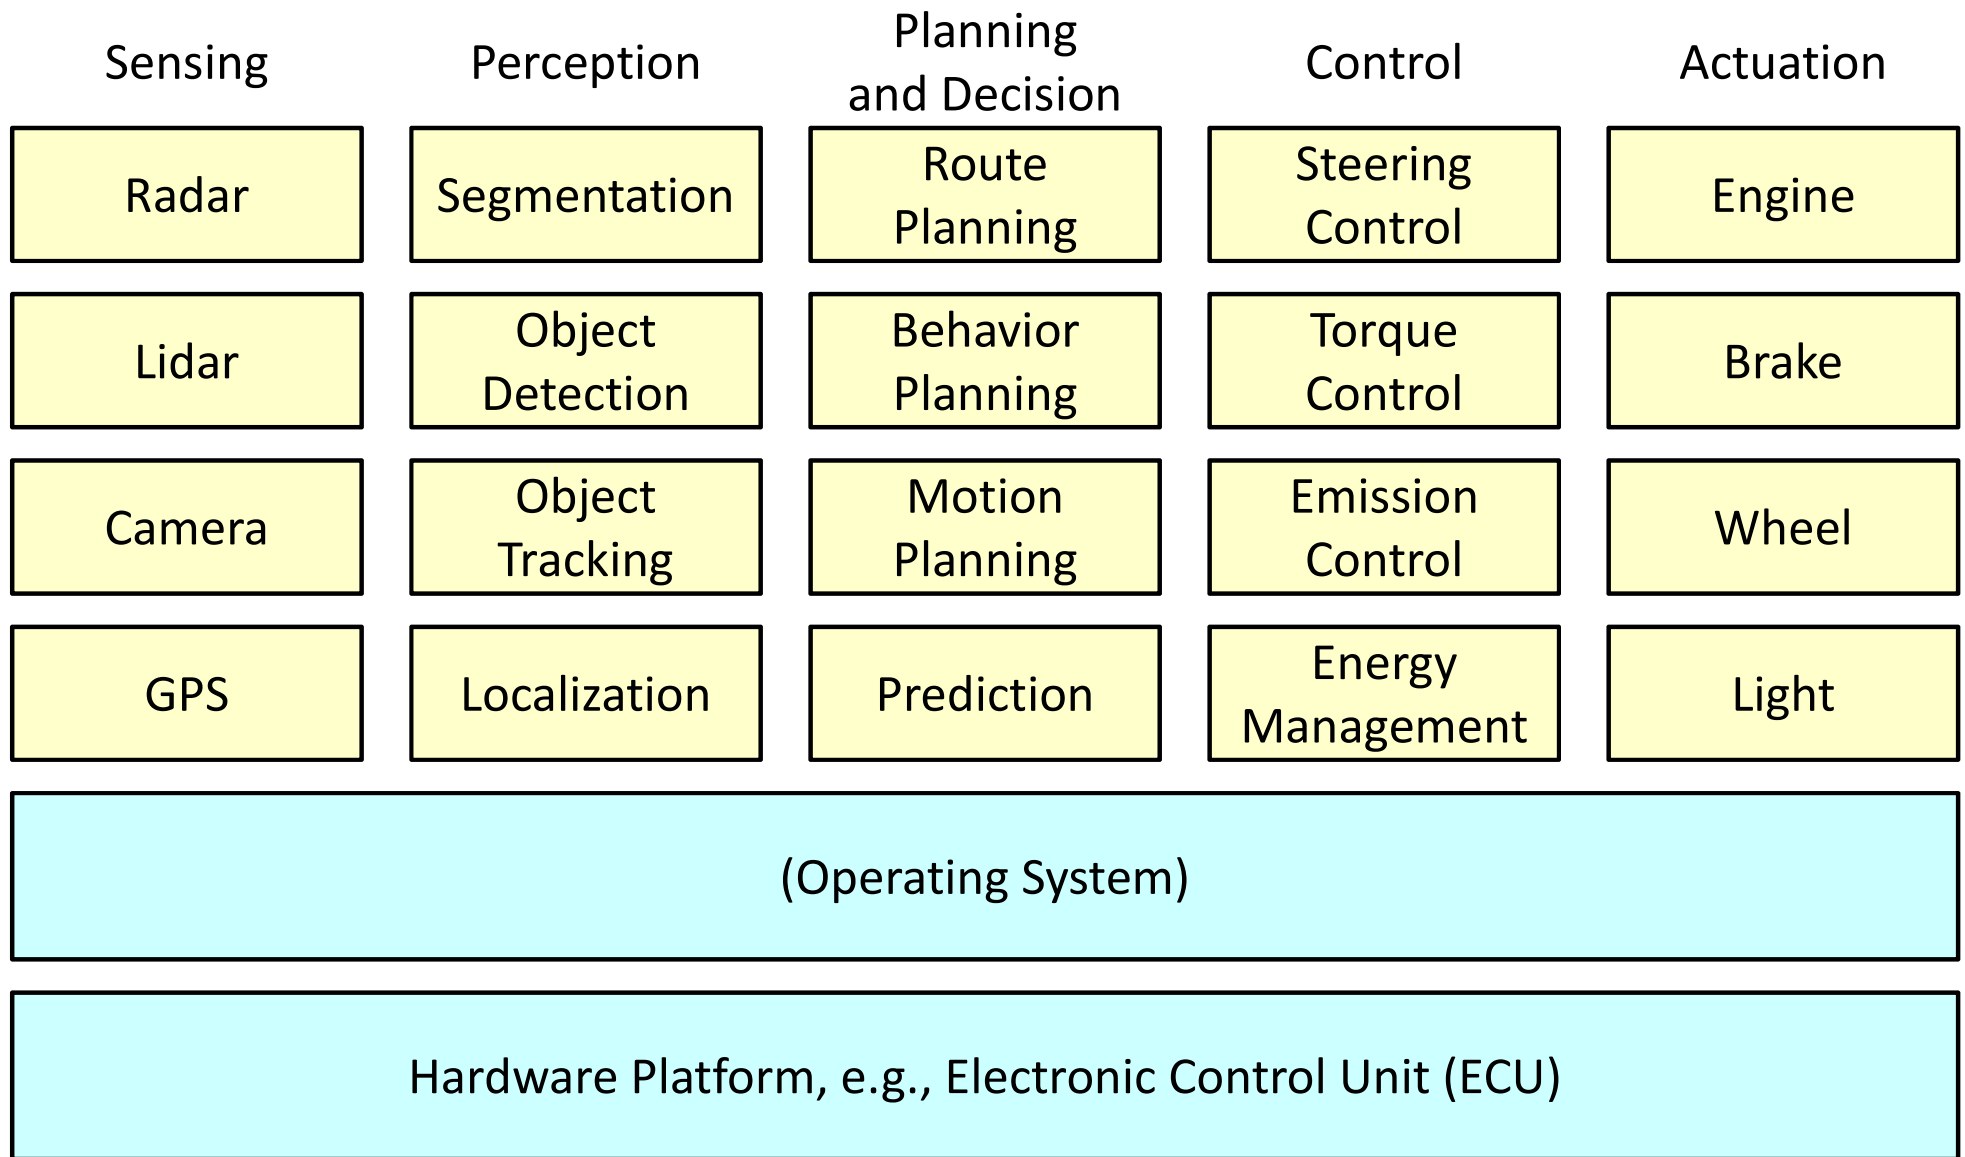 Sensing
Perception
Planning
and Decision
Control
Actuation
Radar
Segmentation
Route
Planning
Steering
Control
Engine
Lidar
Object
Detection
Behavior
Planning
Torque
Control
Brake
Camera
Object
Tracking
Motion
Planning
Emission
Control
Wheel
GPS
Localization
Prediction
Energy
Management
Light
(Operating System)
Hardware Platform, e.g., Electronic Control Unit (ECU)